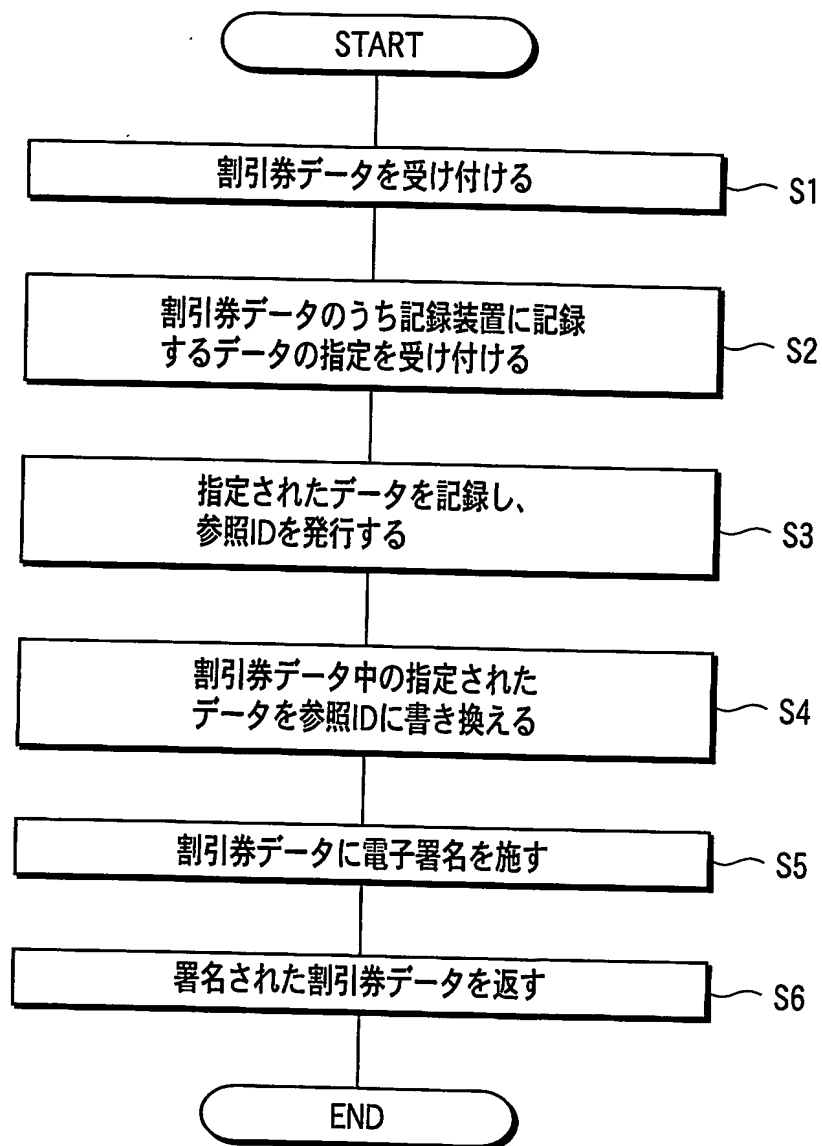 START
割引券データを受け付ける
S1
割引券データのうち記録装置に記録
するデータの指定を受け付ける
S2
指定されたデータを記録し、
参照IDを発行する
S3
割引券データ中の指定された
データを参照IDに書き換える
S4
割引券データに電子署名を施す
S5
署名された割引券データを返す
S6
END